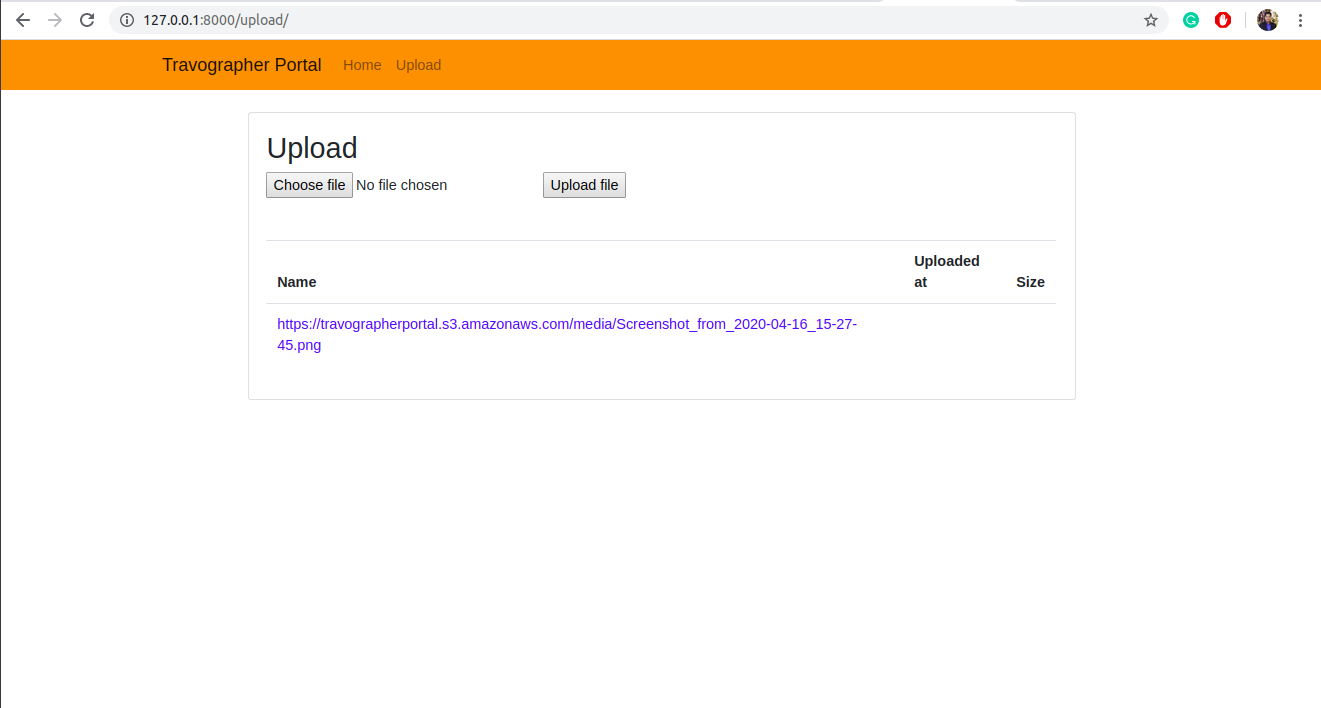 127.0.0.1:8000/upload/
Travographer Portal Home Upload
Upload
Choose file No file chosen Upload file
Name Uploaded at Size
https://travographerportal.s3.amazonaws.com/media/Screenshot_from_2020-04-16_15-27-
45.png